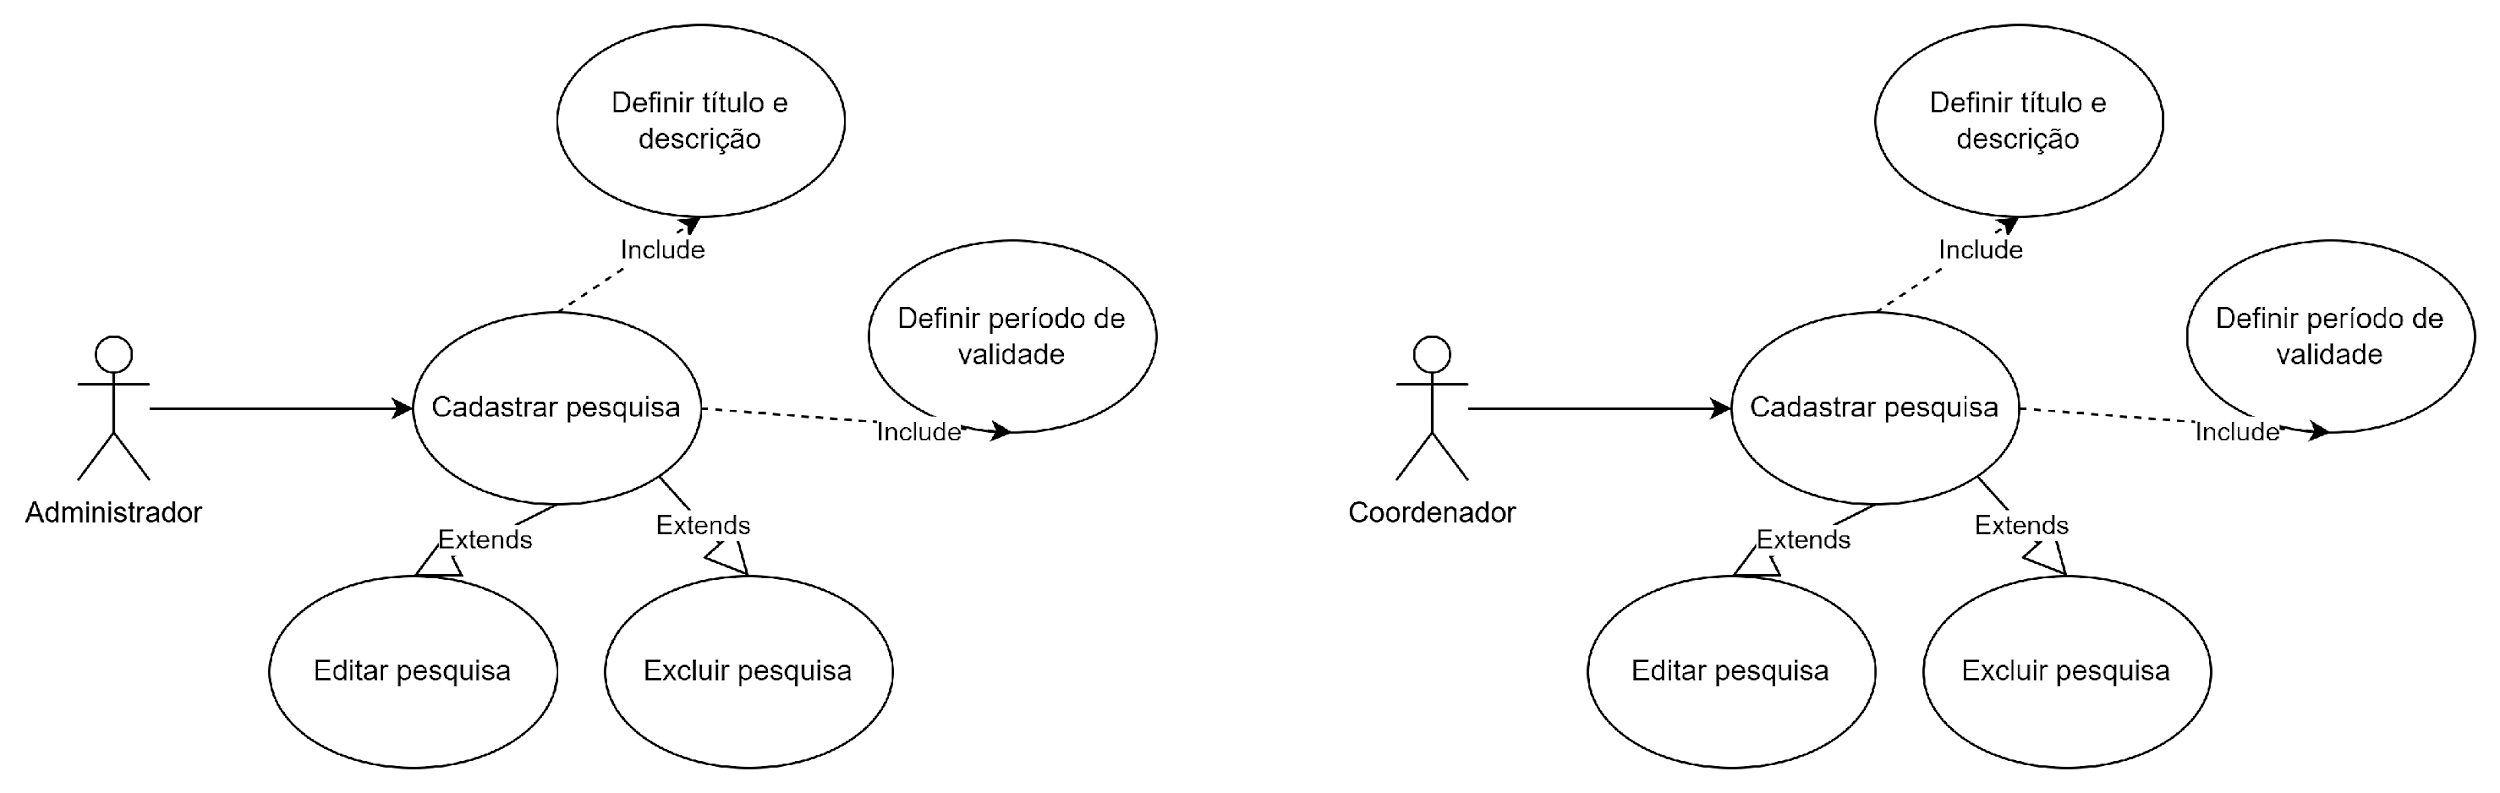 Definir título e
descrição
Include
Definir período de
validade
Include
Cadastrar pesquisa
Administrador
Extends
Extends
Editar pesquisa
Excluir pesquisa
Definir título e
descrição
Include
Definir período de
validade
Include
Cadastrar pesquisa
Coordenador
Extends
Extends
Editar pesquisa
Excluir pesquisa